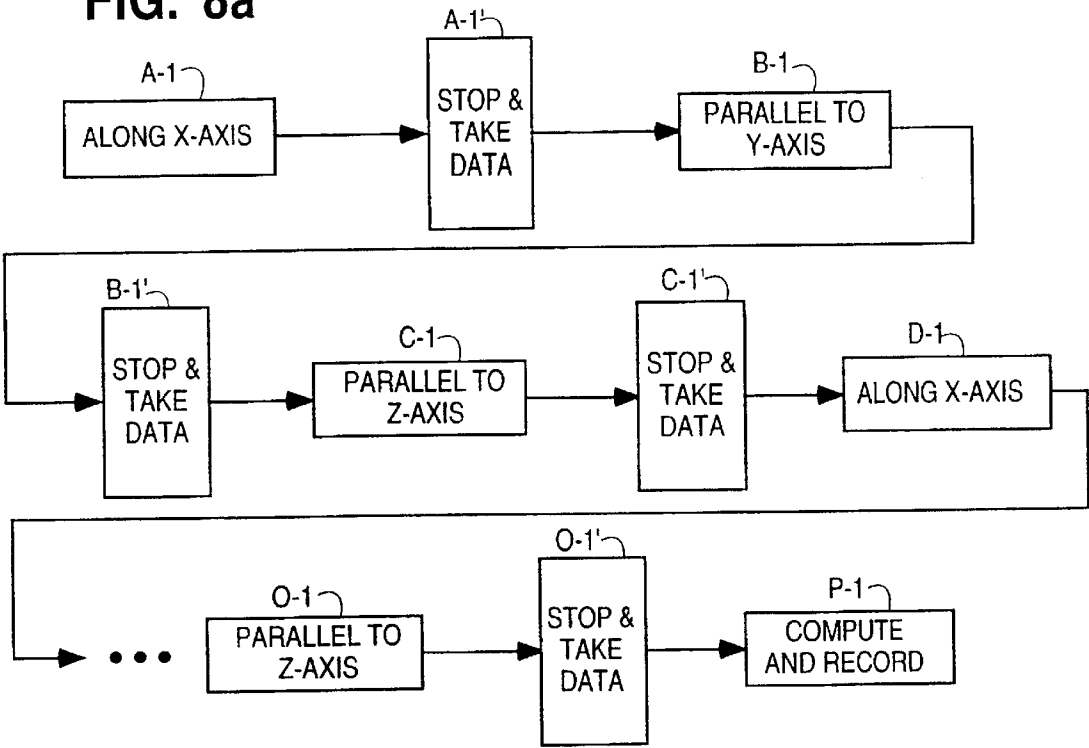 FIG. 8a
A-1
ALONG X-AXIS
A-1'
STOP &
TAKE
DATA
B-1
PARALLEL TO
Y-AXIS
B-1'
STOP &
TAKE
DATA
C-1
PARALLEL TO
Z-AXIS
C-1'
STOP &
TAKE
DATA
D-1
ALONG X-AXIS
O-1
PARALLEL TO
Z-AXIS
O-1'
STOP &
TAKE
DATA
P-1
COMPUTE
AND RECORD